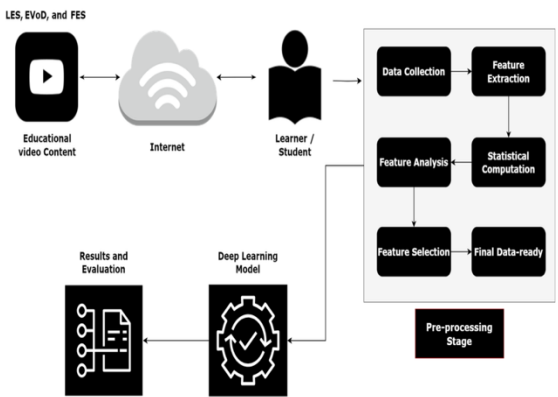 LES, EVoD, and FES
Educational
video Content
Internet
Learner /
Student
Data Collection
Feature
Extraction
Feature Analysis
Statistical
Computation
Feature Selection
Final Data-ready
Pre-processing
Stage
Results and
Evaluation
Deep Learning
Model